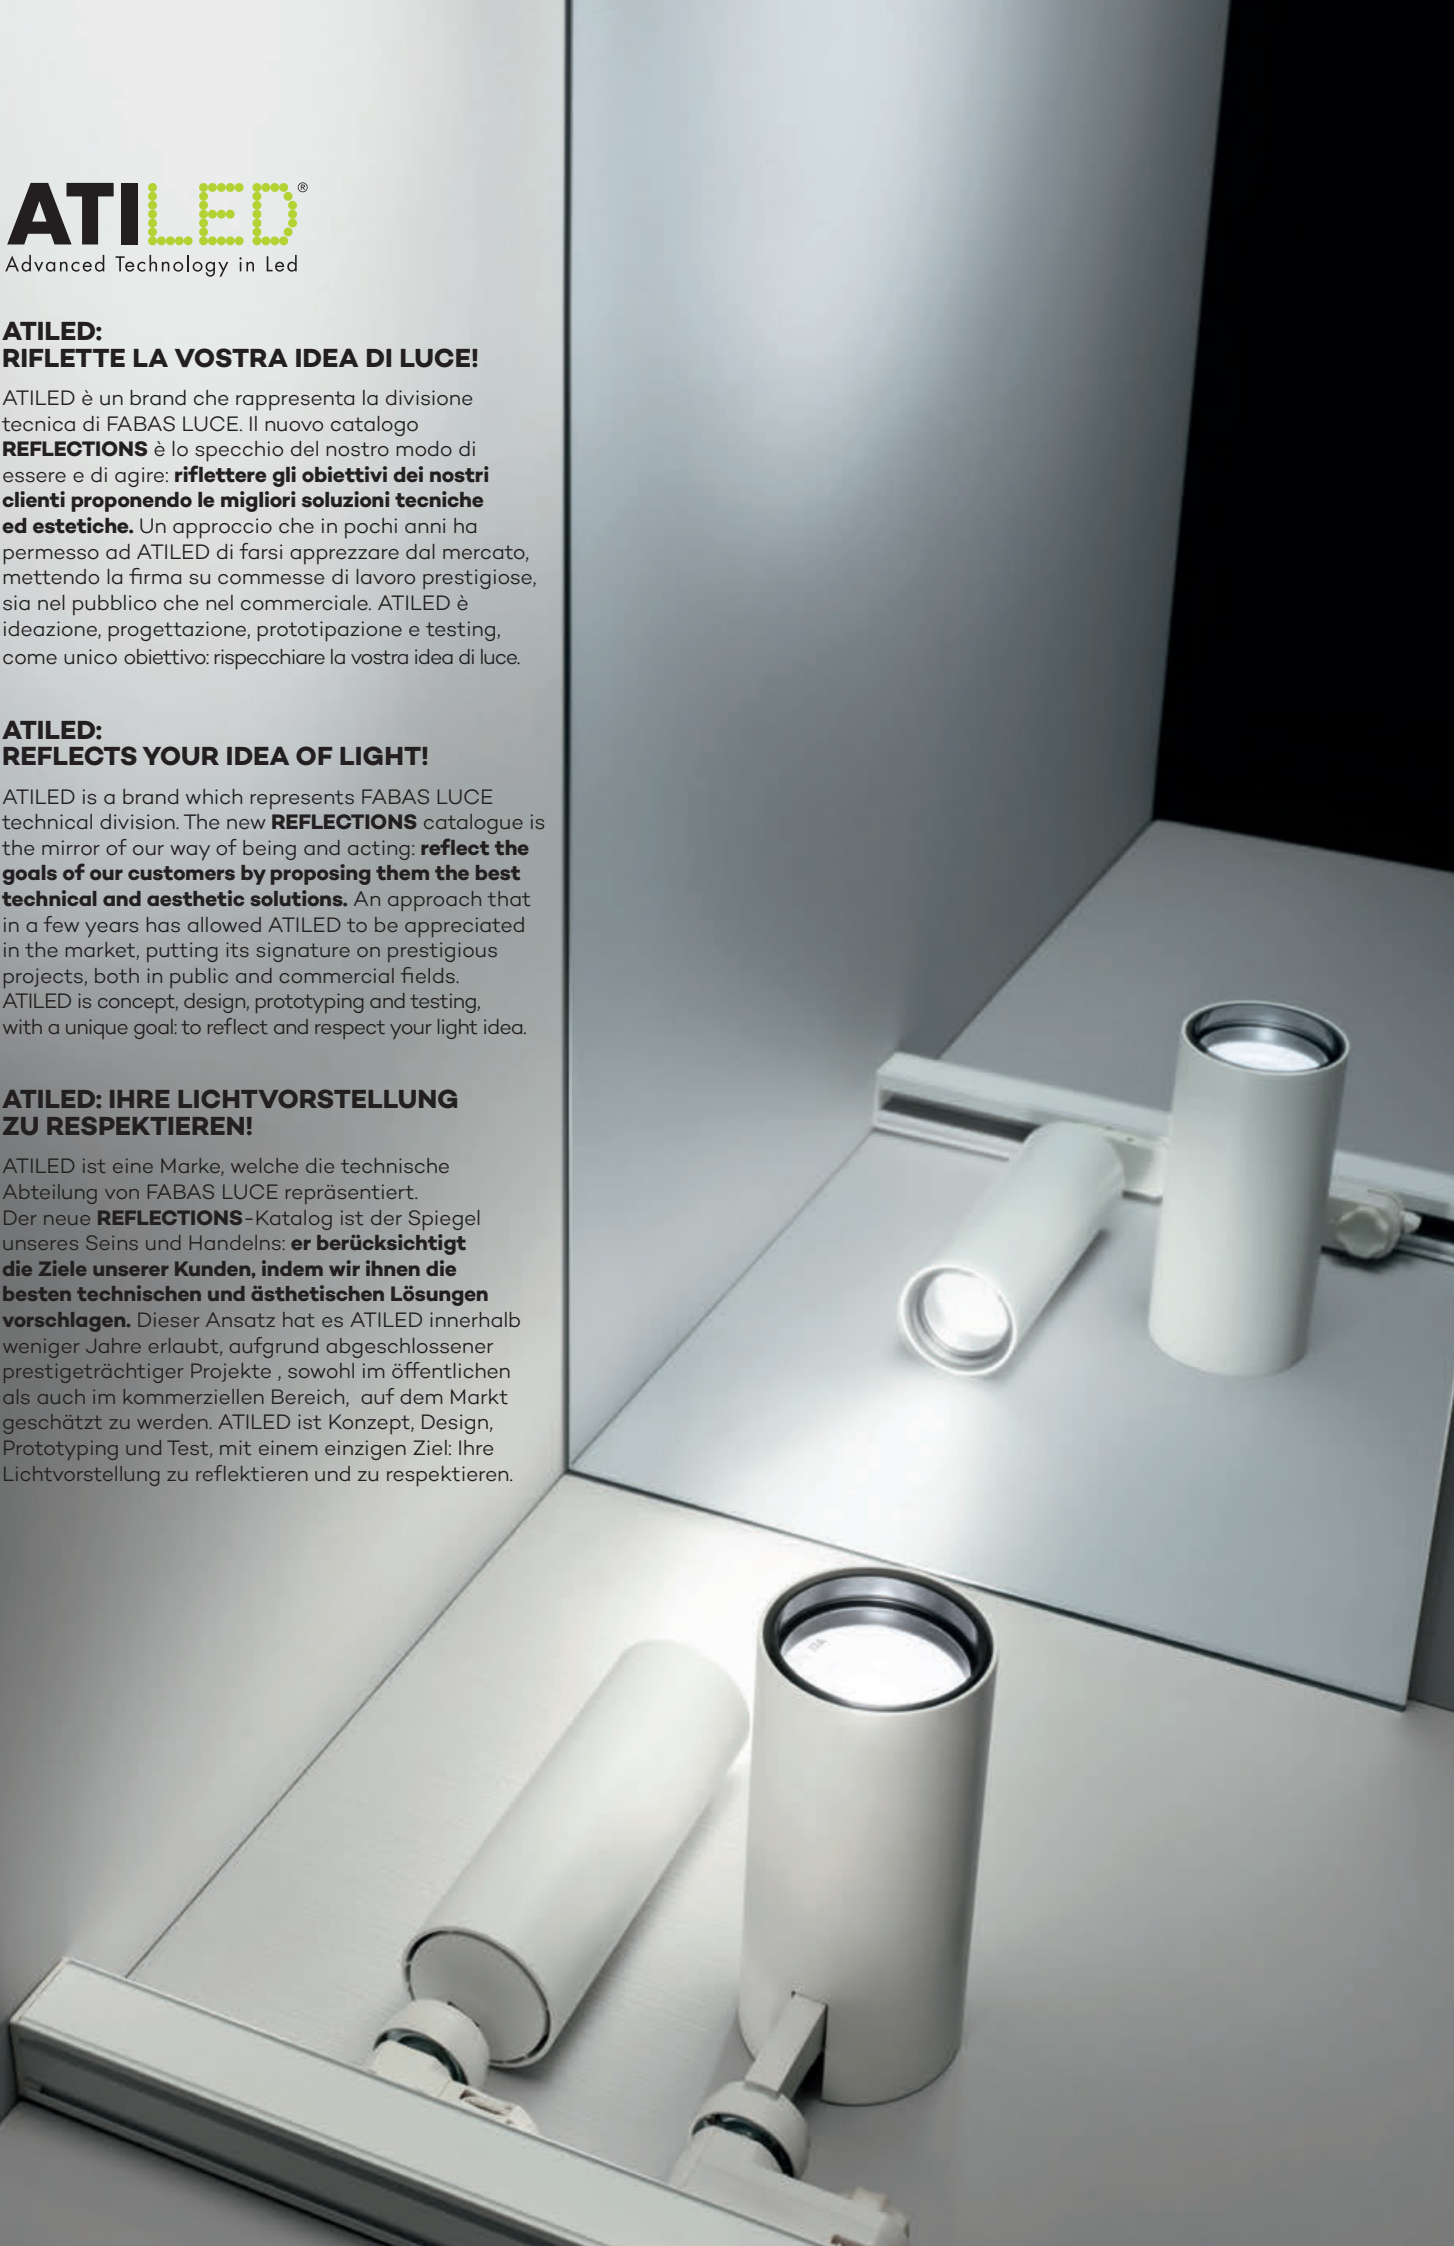 ATILED®
Advanced Technology in Led
ATILED:
RIFLETTE LA VOSTRA IDEA DI LUCE!
ATILED è un brand che rappresenta la divisione
tecnica di FABAS LUCE. Il nuovo catalogo
REFLECTIONS è lo specchio del nostro modo di
essere e di agire: riflettere gli obiettivi dei nostri
clienti proponendo le migliori soluzioni tecniche
ed estetiche. Un approccio che in pochi anni ha
permesso ad ATILED di farsi apprezzare dal mercato,
mettendo la firma su commesse di lavoro prestigiose,
sia nel pubblico che nel commerciale. ATILED è
ideazione, progettazione, prototipazione e testing,
come unico obiettivo: rispecchiare la vostra idea di luce.
ATILED:
REFLECTS YOUR IDEA OF LIGHT!
ATILED is a brand which represents FABAS LUCE
technical division. The new REFLECTIONS catalogue is
the mirror of our way of being and acting: reflect the
goals of our customers by proposing them the best
technical and aesthetic solutions. An approach that
in a few years has allowed ATILED to be appreciated
in the market, putting its signature on prestigious
projects, both in public and commercial fields.
ATILED is concept, design, prototyping and testing,
with a unique goal: to reflect and respect your light idea.
ATILED: IHRE LICHTVORSTELLUNG
ZU RESPEKTIEREN!
ATILED ist eine Marke, welche die technische
Abteilung von FABAS LUCE repräsentiert.
Der neue REFLECTIONS-Katalog ist der Spiegel
unseres Seins und Handelns: er berücksichtigt
die Ziele unserer Kunden, indem wir ihnen die
besten technischen und ästhetischen Lösungen
vorschlagen. Dieser Ansatz hat es ATILED innerhalb
weniger Jahre erlaubt, aufgrund abgeschlossener
prestigeträchtiger Projekte , sowohl im öffentlichen
als auch im kommerziellen Bereich,  auf dem Markt
geschätzt zu werden. ATILED ist Konzept, Design,
Prototyping und Test, mit einem einzigen Ziel: Ihre
Lichtvorstellung zu reflektieren und zu respektieren.